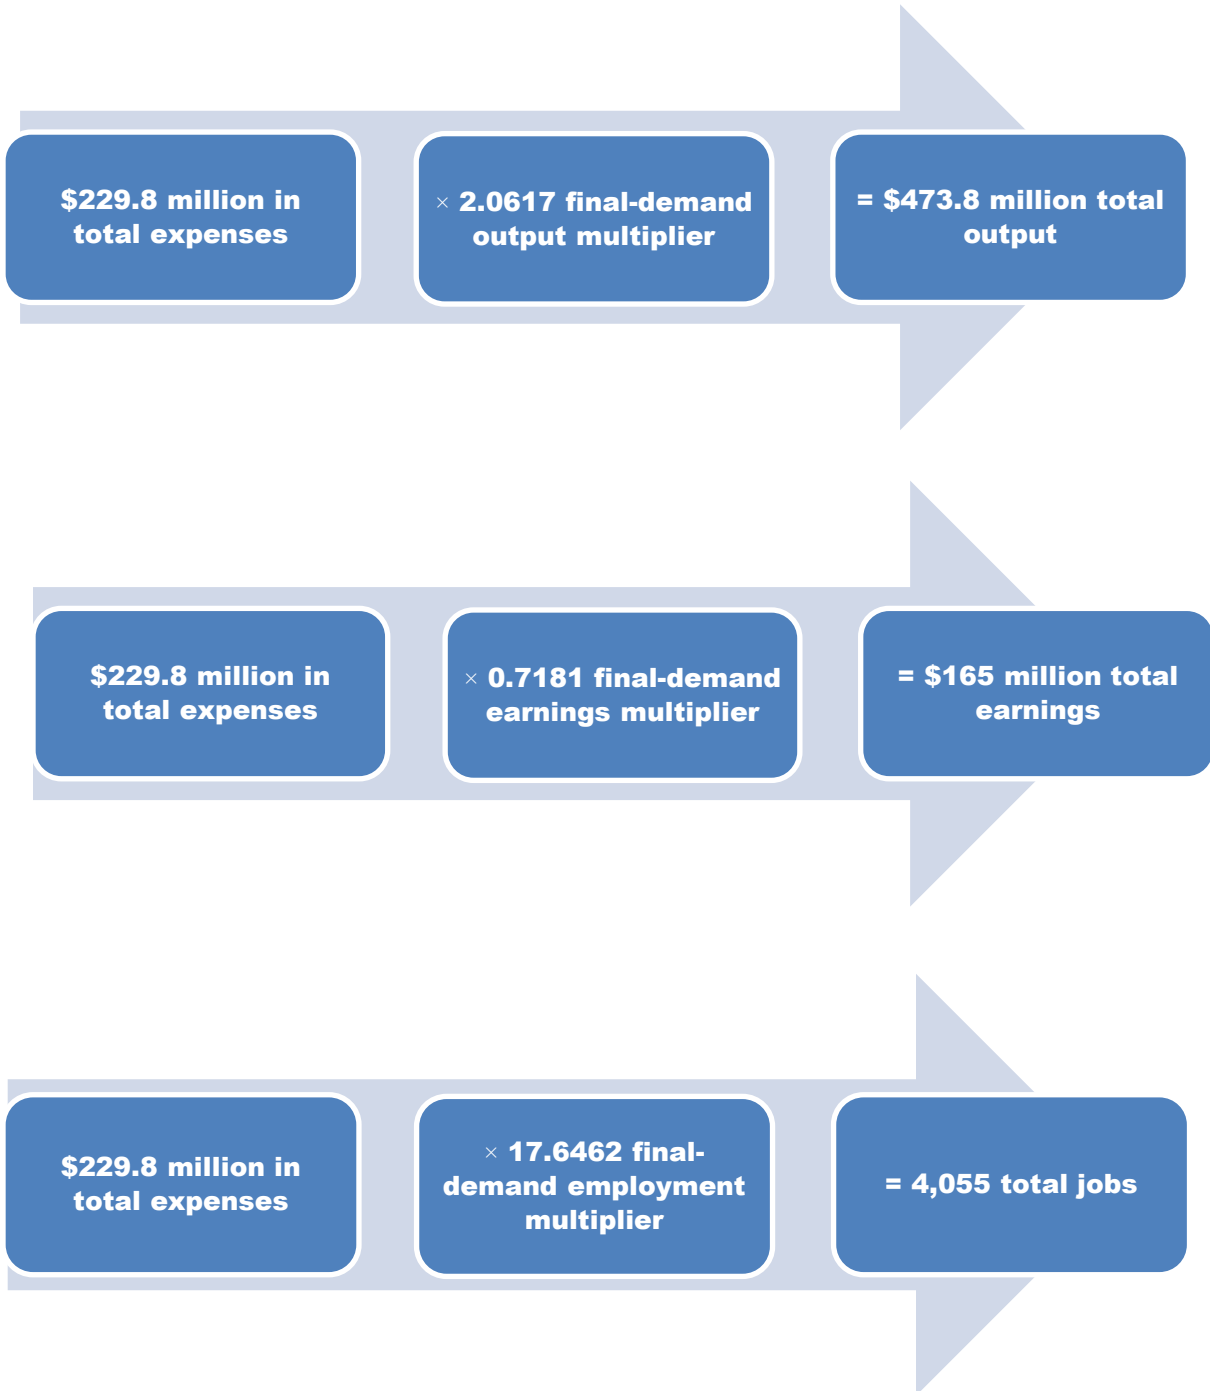 $229.8 million in
total expenses
× 2.0617 final-demand
output multiplier
= $473.8 million total
output
$229.8 million in
total expenses
× 0.7181 final-demand
earnings multiplier
= $165 million total
earnings
$229.8 million in
total expenses
× 17.6462 final-
demand employment
multiplier
= 4,055 total jobs